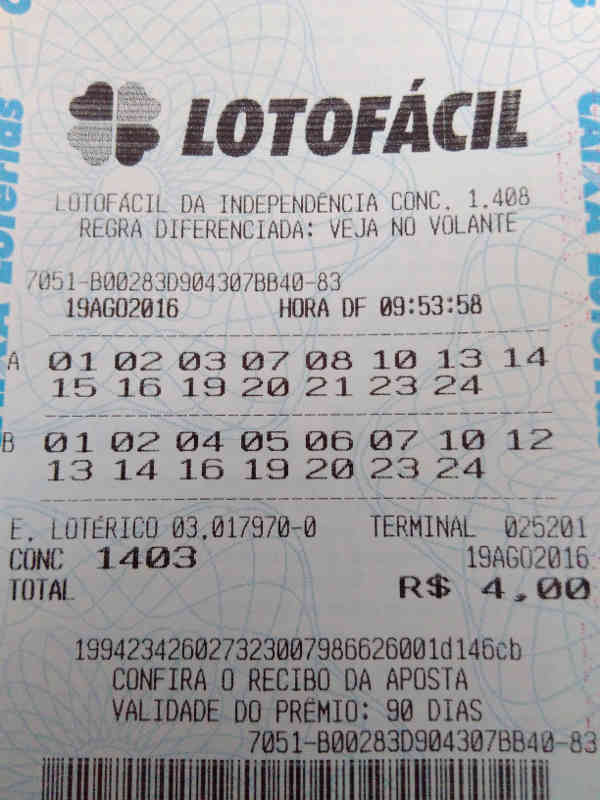 LOTOFÁCIL
LOTOFÁCIL DA INDEPENDÊNCIA CONC. 1.408
REGRA DIFERENCIADA: VEJA NO VOLANTE
7051-B00283D904307BB40-83
19AGO2016 HORA DF 09:53:58
A 01 02 03 07 08 10 13 14
15 16 19 20 21 23 24
B 01 02 04 05 06 07 10 12
13 14 16 19 20 23 24
E. LOTÉRICO 03.017970-0 TERMINAL 025201
CONC 1403 19AGO2016
TOTAL R$ 4,00
199423426027323007986626001d146cb
CONFIRA O RECIBO DA APOSTA
VALIDADE DO PRÊMIO: 90 DIAS
7051-B00283D904307BB40-83
CAIXA Loterias